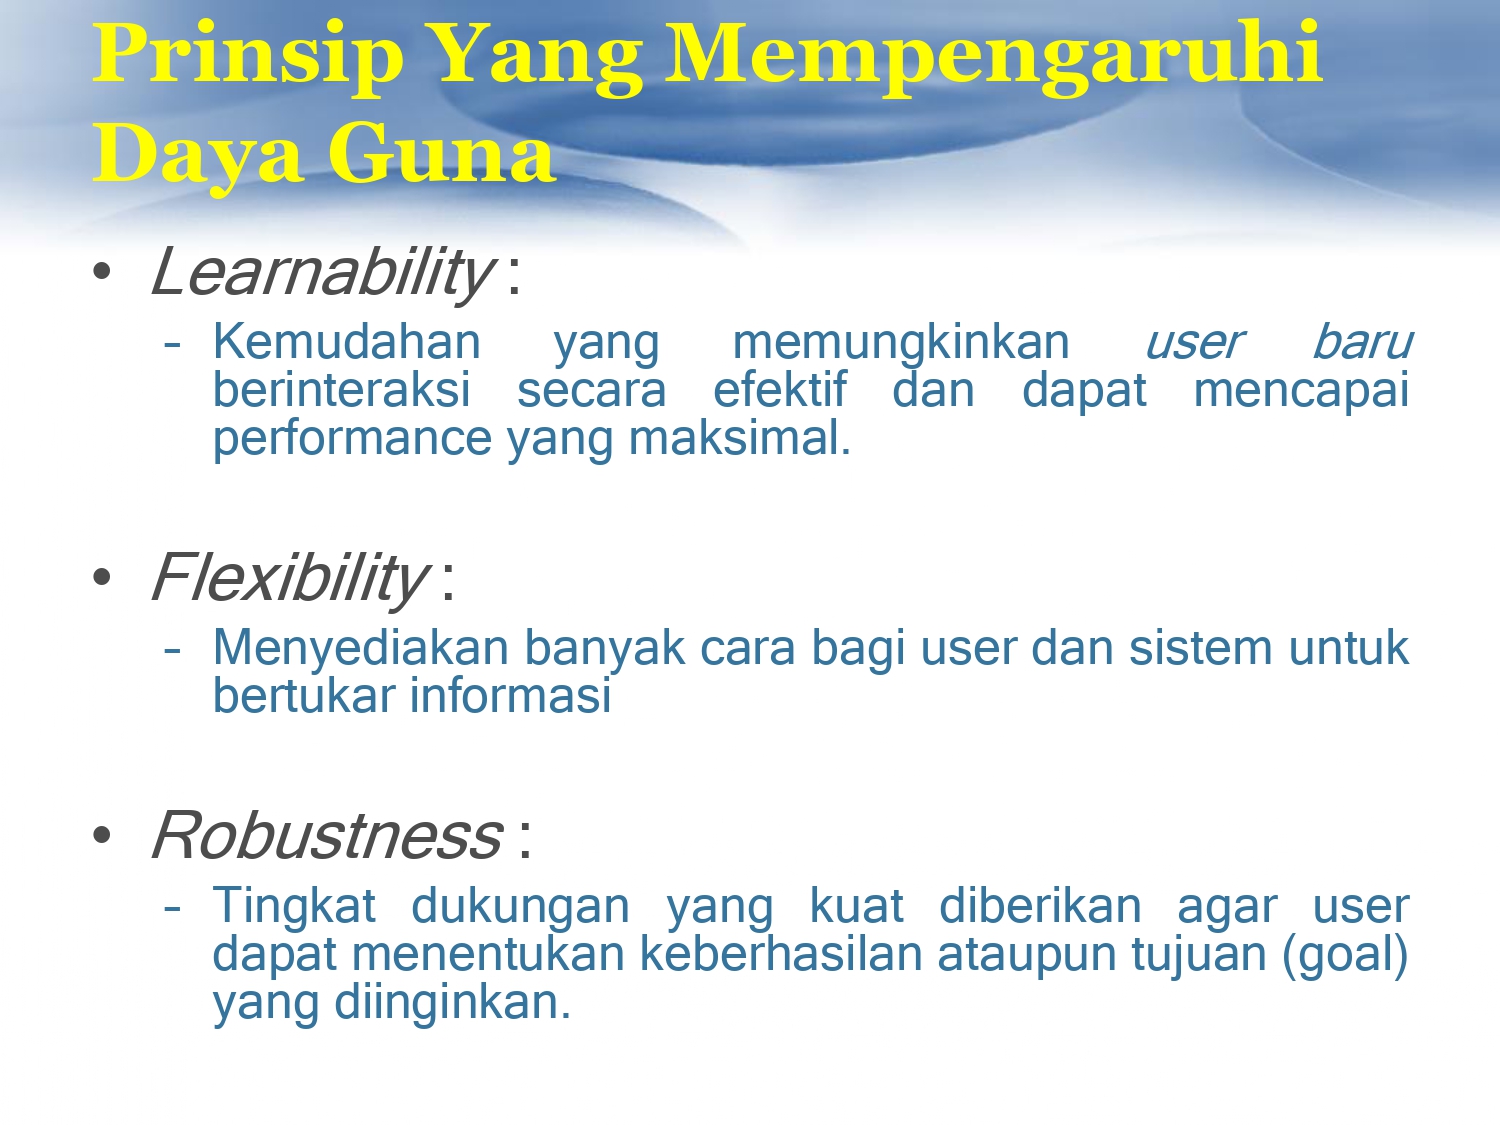 Prinsip Yang Mempengaruhi
Daya Guna
• Learnability :
– Kemudahan yang memungkinkan user baru
berinteraksi secara efektif dan dapat mencapai
performance yang maksimal.
• Flexibility :
– Menyediakan banyak cara bagi user dan sistem untuk
bertukar informasi
• Robustness :
– Tingkat dukungan yang kuat diberikan agar user
dapat menentukan keberhasilan ataupun tujuan (goal)
yang diinginkan.